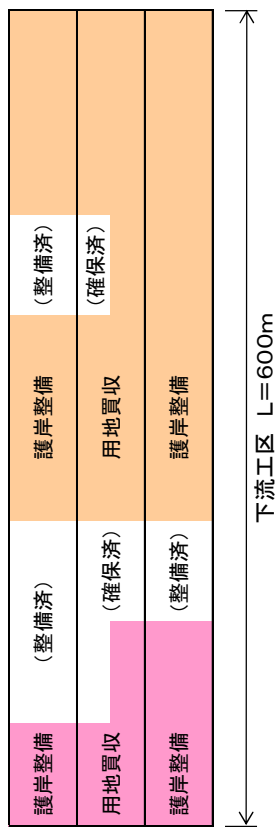 護岸整備 （整備済） 護岸整備 （整備済）
用地買収 （確保済） 用地買収 （確保済）
護岸整備 （整備済） 護岸整備
下流工区 L＝600m